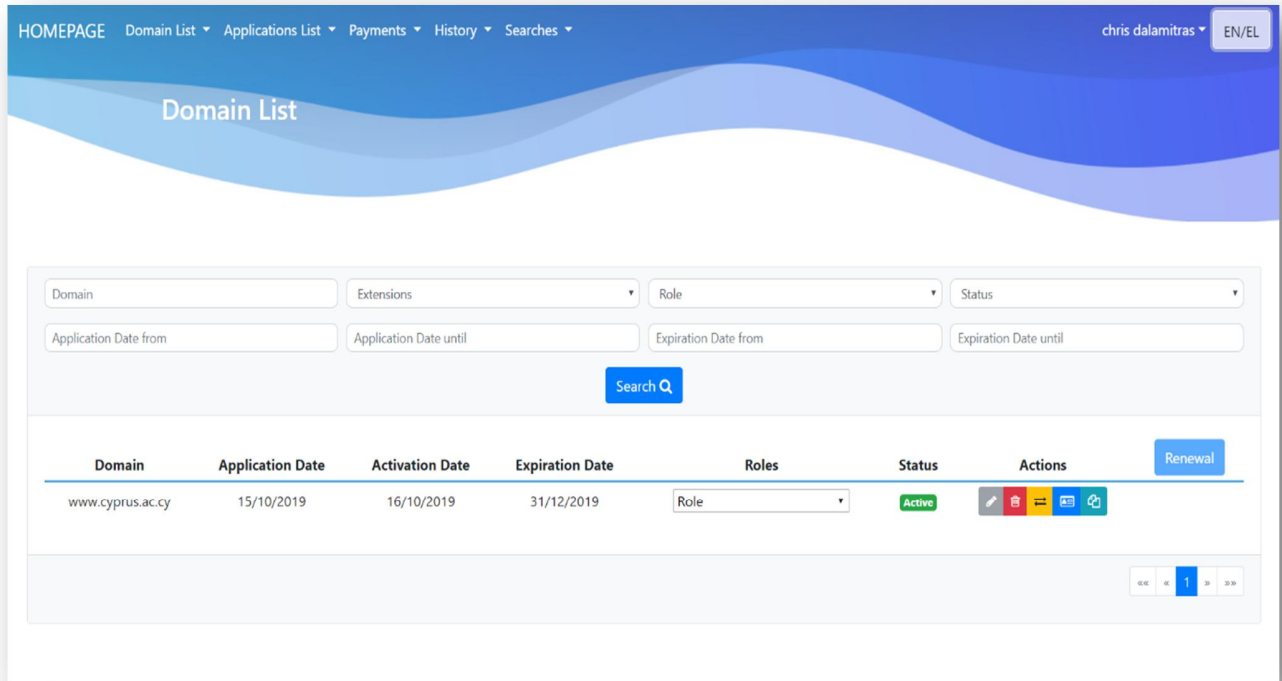 HOMEPAGE Domain List Applications List Payments History Searches chris dalamitras EN/EL
Domain List
Domain Extensions Role Status
Application Date from Application Date until Expiration Date from Expiration Date until
Search
Renewal
Domain Application Date Activation Date Expiration Date Roles Status Actions
www.cyprus.ac.cy 15/10/2019 16/10/2019 31/12/2019 Role Active
«« « 1 » »»